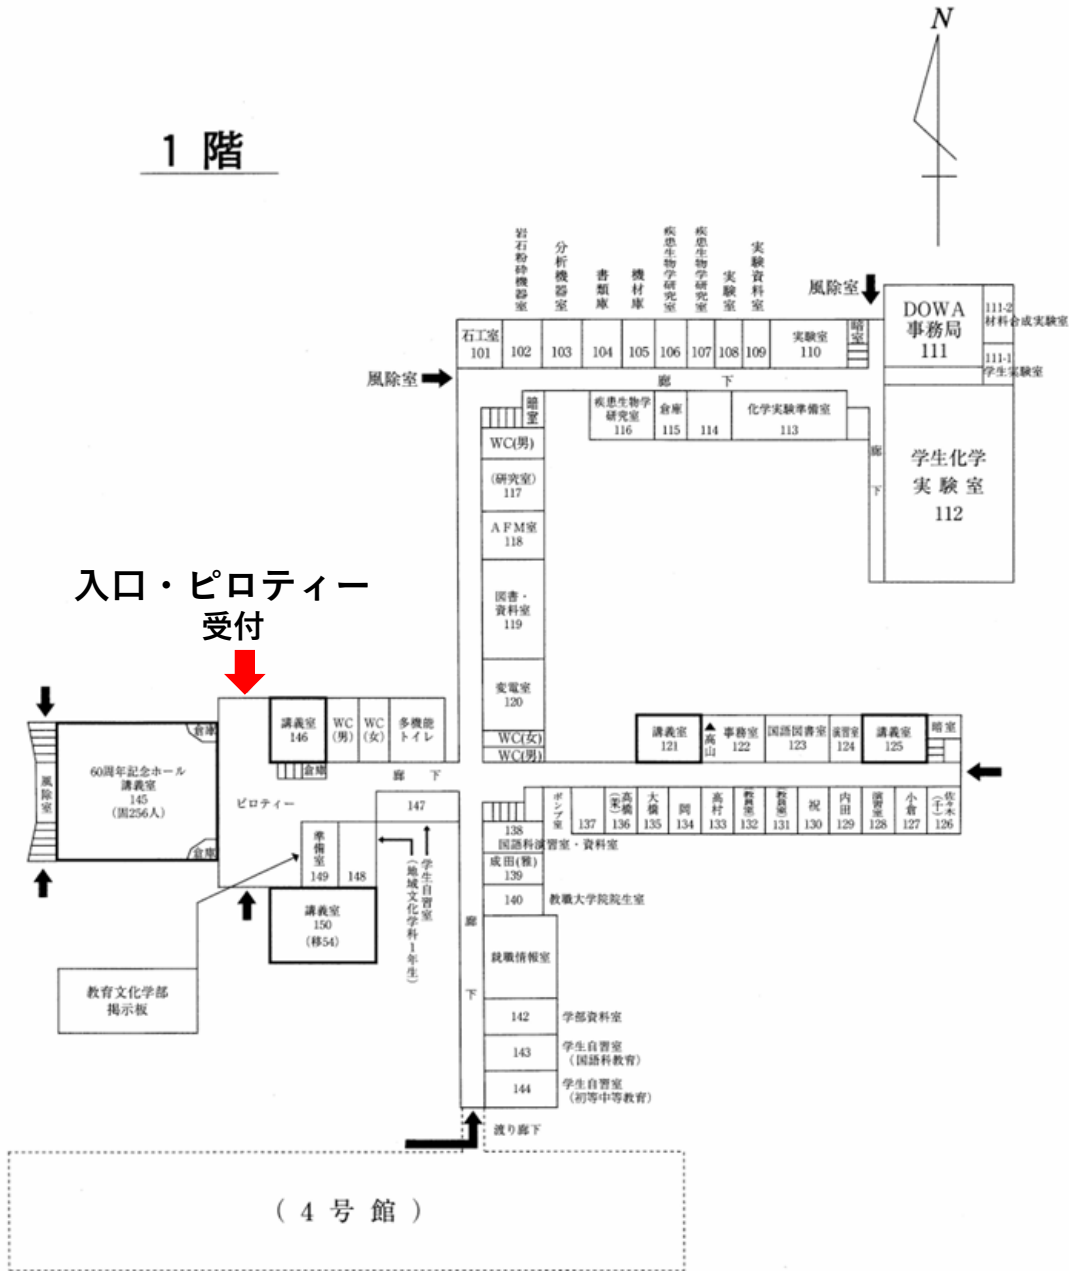 N
1 階
岩石粉砕機器室
分析機器室
書類庫
機材庫
疾患生物学研究室
疾患生物学研究室
実験室
実験資料室
風除室
石工室
101
102
103
104
105
106
107
108
109
実験室
110
暗室
DOWA
事務局
111
111-2
材料合成実験室
111-1
学生実験室
風除室
廊 下
暗室
疾患生物学
研究室
116
倉庫
115
114
化学実験準備室
113
廊 下
学生化学
実験室
112
WC(男)
(研究室)
117
AFM室
118
図書・
資料室
119
変電室
120
WC(女)
WC(男)
入口・ピロティー
受付
講義室
146
WC
(男)
WC
(女)
多機能
トイレ
倉庫
廊 下
風除室
60周年記念ホール
講義室
145
(固256人)
倉庫
倉庫
ピロティー
147
準備室
149
148
講義室
150
(移54)
学生自習室
(地域文化学科1年生)
教育文化学部
掲示板
講義室
121
▲高山
事務室
122
国語図書室
123
演習室
124
講義室
125
暗室
ポンプ室
137
高橋(茉)
136
大橋
135
岡
134
高村
133
(教員室)
132
(教員室)
131
祝
130
内田
129
演習室
128
小倉
127
佐々木(千)
126
138
国語科演習室・資料室
成田(雅)
139
140
教職大学院院生室
就職情報室
廊 下
142
学部資料室
143
学生自習室
(国語科教育)
144
学生自習室
(初等中等教育)
渡り廊下
(4号館)